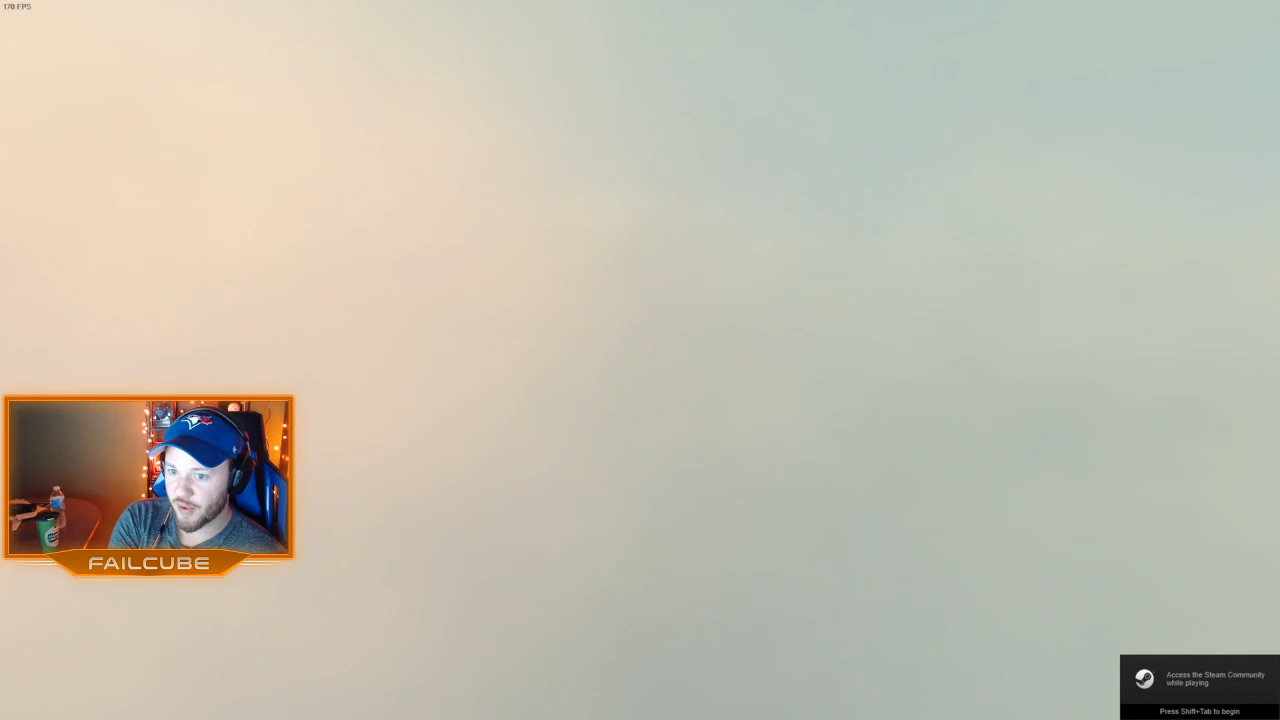 170 FPS
FAILCUBE
Access the Steam Community
while playing.
Press Shift+Tab to begin